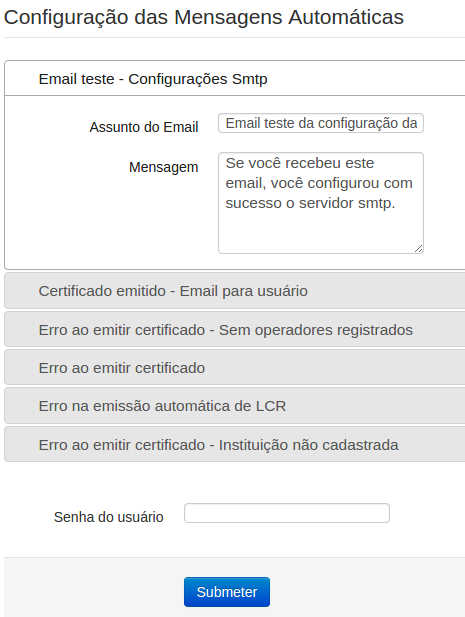 Configuração das Mensagens Automáticas
Email teste - Configurações Smtp
Assunto do Email
Email teste da configuração da
Mensagem
Se você recebeu este
email, você configurou com
sucesso o servidor smtp.
Certificado emitido - Email para usuário
Erro ao emitir certificado - Sem operadores registrados
Erro ao emitir certificado
Erro na emissão automática de LCR
Erro ao emitir certificado - Instituição não cadastrada
Senha do usuário
Submeter